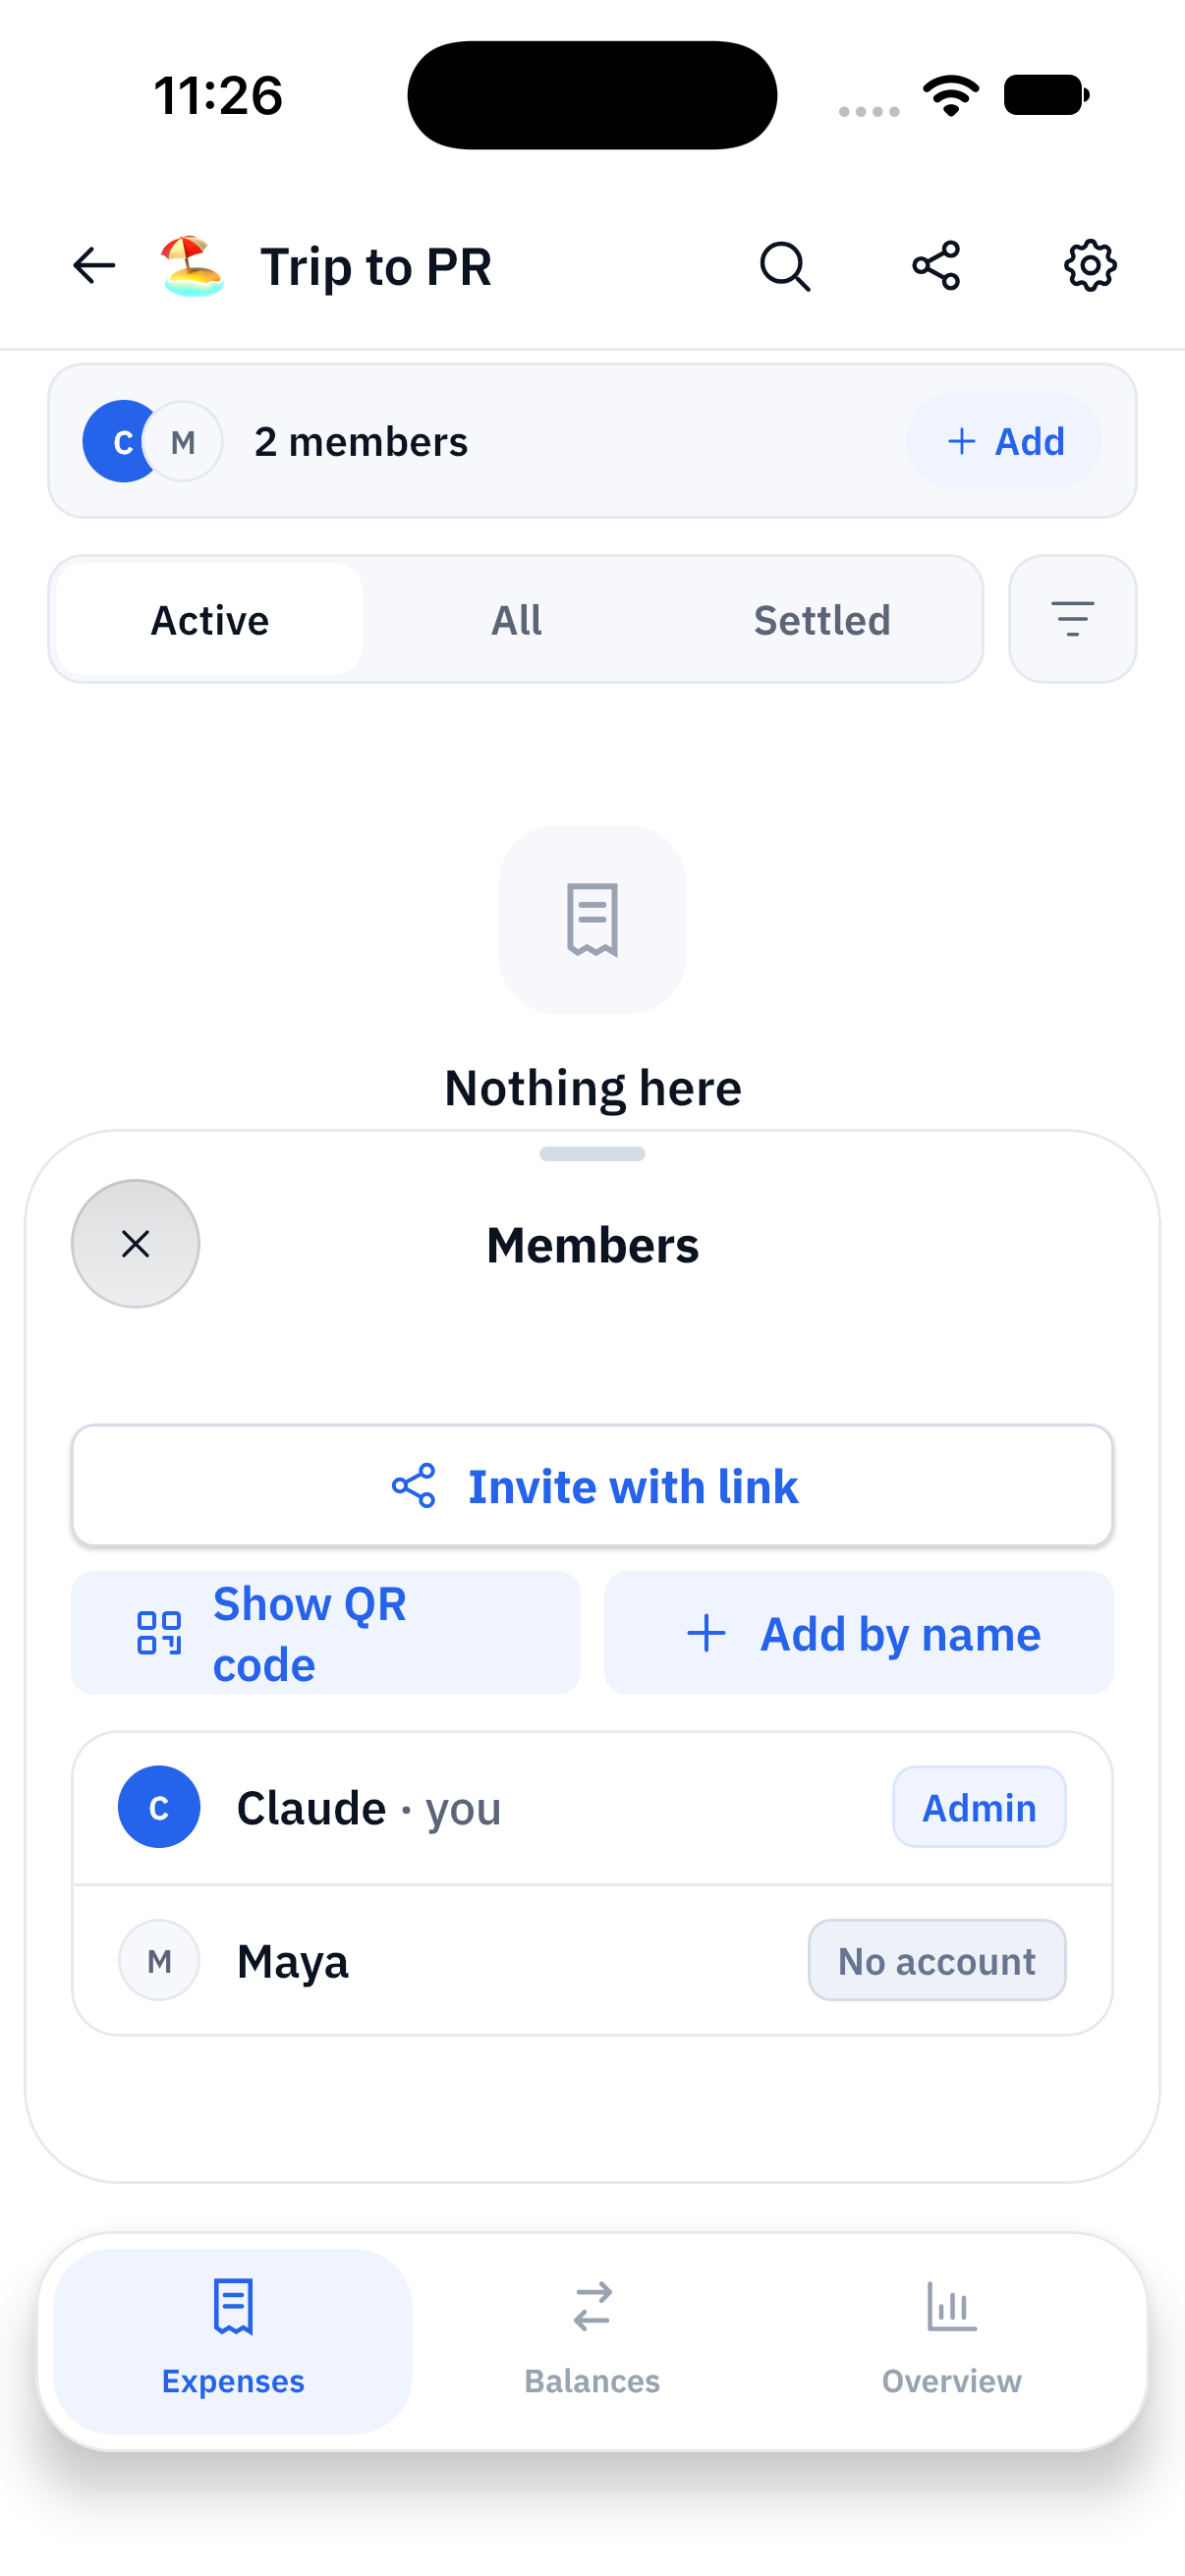 11:26
Trip to PR
C M 2 members + Add
Active All Settled
Nothing here
Members
Invite with link
Show QR
code
Add by name
C Claude · you Admin
M Maya No account
Expenses Balances Overview